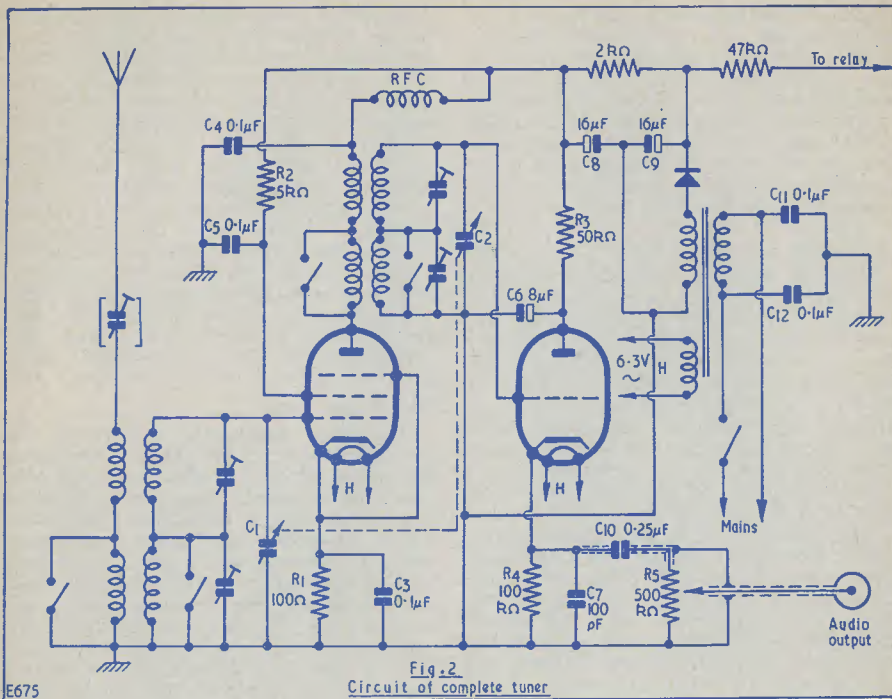 2RΩ
47RΩ
To relay
RFC
C4 0·1μF
16μF
16μF
C8
C9
R2
5RΩ
C11 0·1μF
C5 0·1μF
R3
50RΩ
C2
C6 8μF
C12 0·1μF
6·3V H
~
H
H
Mains
C1
C10 0·25μF
R1
100Ω
C3
0·1μF
R4
100
RΩ
C7
100
pF
R5
500
RΩ
Audio
output
Fig.2
Circuit of complete tuner
E675